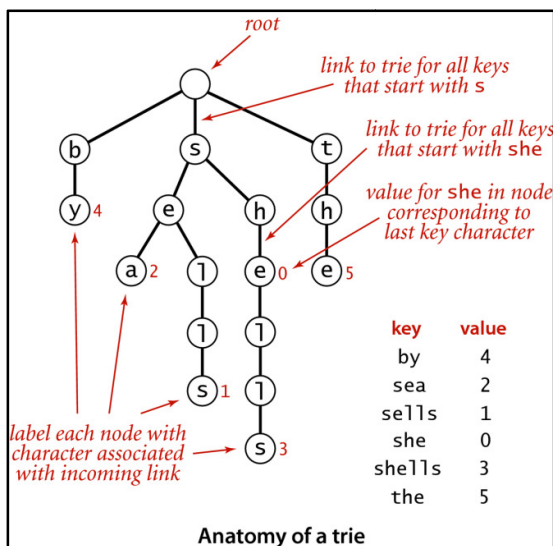 root
link to trie for all keys
that start with s
link to trie for all keys
that start with she
b
s
t
value for she in node
corresponding to
last key character
y 4
e
h
h
a 2
l
e 0
e 5
l
l
s 1
l
s 3
label each node with
character associated
with incoming link
key value
by 4
sea 2
sells 1
she 0
shells 3
the 5
Anatomy of a trie